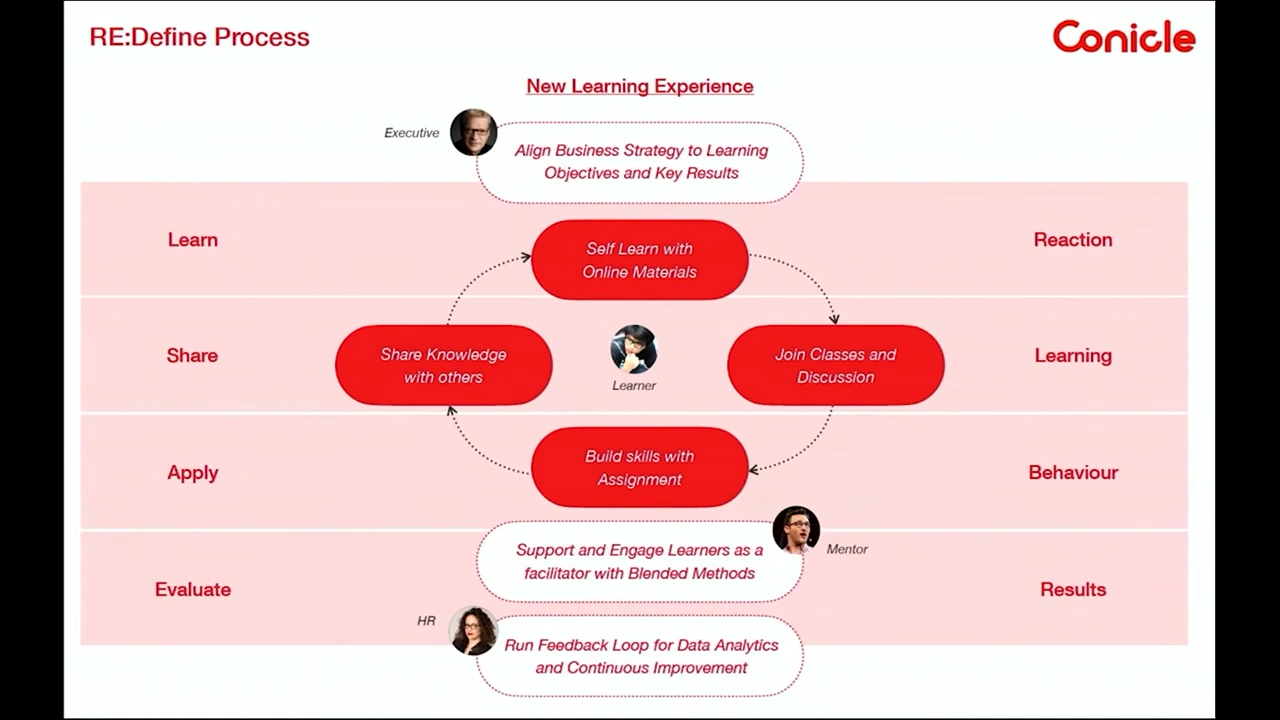 RE:Define Process
Conicle
New Learning Experience
Executive
Align Business Strategy to Learning
Objectives and Key Results
Learn
Self Learn with
Online Materials
Reaction
Share
Share Knowledge
with others
Learner
Join Classes and
Discussion
Learning
Apply
Build skills with
Assignment
Behaviour
Support and Engage Learners as a
facilitator with Blended Methods
Mentor
Evaluate
Results
HR
Run Feedback Loop for Data Analytics
and Continuous Improvement